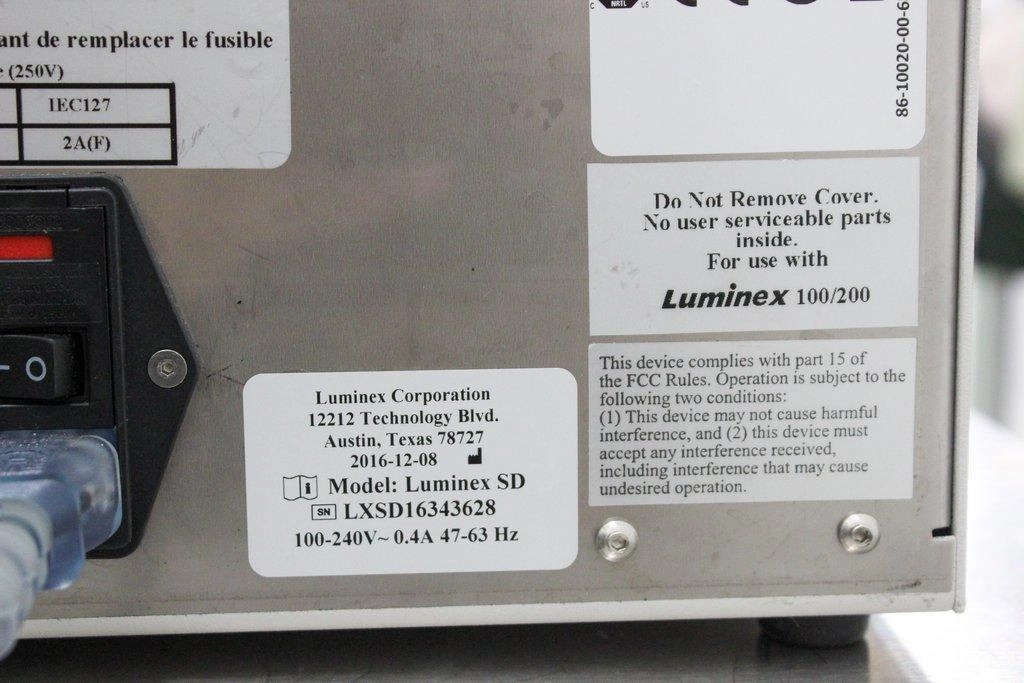 ant de remplacer le fusible
(250V)
IEC127
2A(F)
C NRTL US
86-10020-00-6
Do Not Remove Cover.
No user serviceable parts
inside.
For use with
Luminex 100/200
This device complies with part 15 of
the FCC Rules. Operation is subject to the
following two conditions:
(1) This device may not cause harmful
interference, and (2) this device must
accept any interference received,
including interference that may cause
undesired operation.
Luminex Corporation
12212 Technology Blvd.
Austin, Texas 78727
2016-12-08
Model: Luminex SD
SN LXSD16343628
100-240V~ 0.4A 47-63 Hz